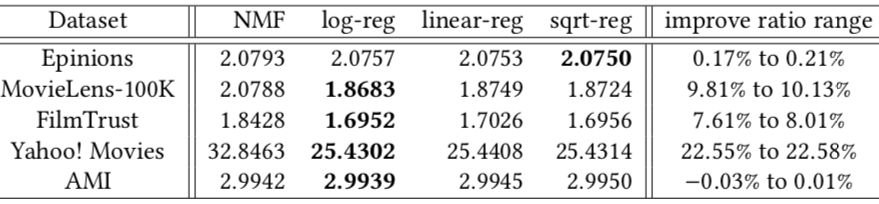 Dataset NMF log-reg linear-reg sqrt-reg improve ratio range
Epinions 2.0793 2.0757 2.0753 2.0750 0.17% to 0.21%
MovieLens-100K 2.0788 1.8683 1.8749 1.8724 9.81% to 10.13%
FilmTrust 1.8428 1.6952 1.7026 1.6956 7.61% to 8.01%
Yahoo! Movies 32.8463 25.4302 25.4408 25.4314 22.55% to 22.58%
AMI 2.9942 2.9939 2.9945 2.9950 −0.03% to 0.01%